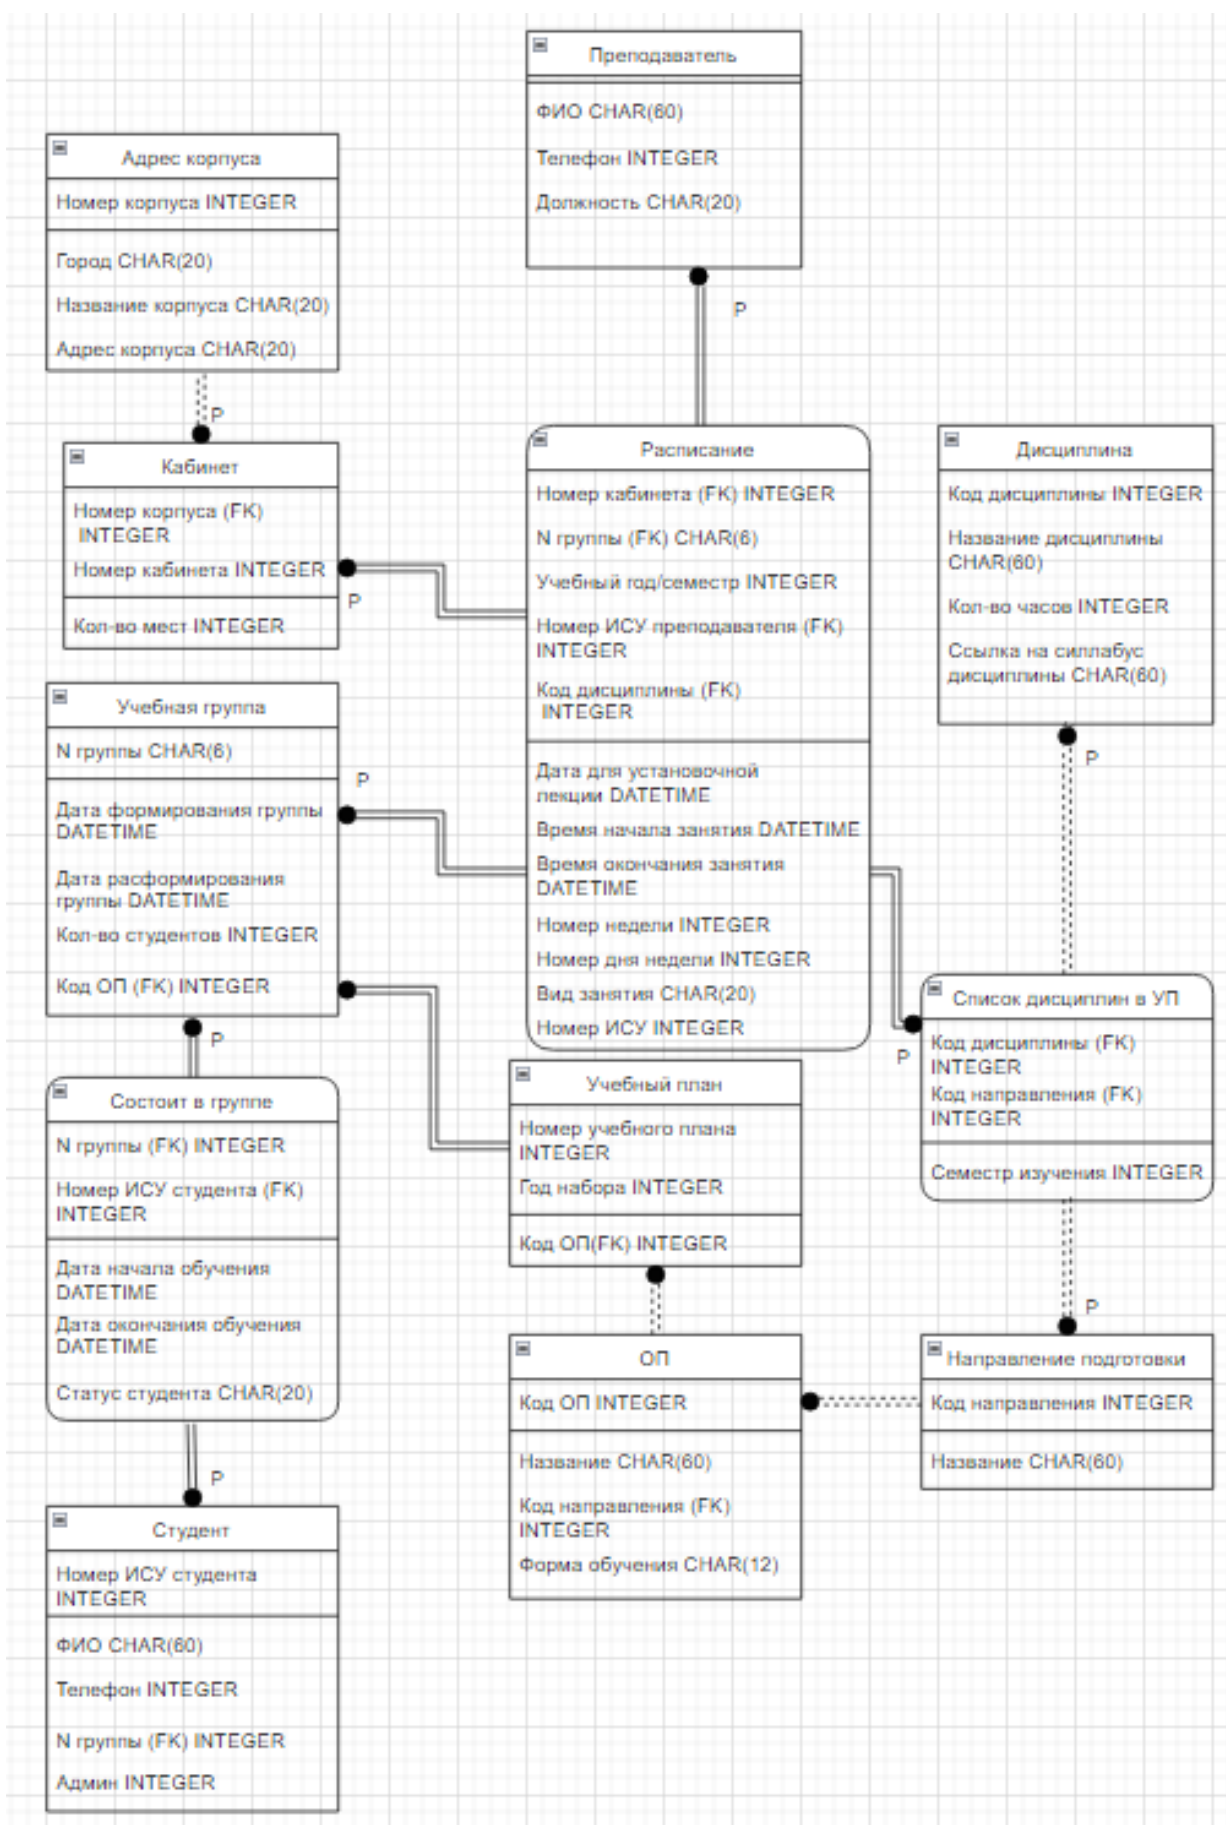 Преподаватель
ФИО CHAR(60)
Телефон INTEGER
Должность CHAR(20)
P
Адрес корпуса
Номер корпуса INTEGER
Город CHAR(20)
Название корпуса CHAR(20)
Адрес корпуса CHAR(20)
P
Кабинет
Номер корпуса (FK)
INTEGER
Номер кабинета INTEGER
P
Кол-во мест INTEGER
Расписание
Номер кабинета (FK) INTEGER
N группы (FK) CHAR(6)
Учебный год/семестр INTEGER
Номер ИСУ преподавателя (FK)
INTEGER
Код дисциплины (FK)
INTEGER
Дата для установочной
лекции DATETIME
Время начала занятия DATETIME
Время окончания занятия
DATETIME
Номер недели INTEGER
Номер дня недели INTEGER
Вид занятия CHAR(20)
Номер ИСУ INTEGER
Дисциплина
Код дисциплины INTEGER
Название дисциплины
CHAR(60)
Кол-во часов INTEGER
Ссылка на силлабус
дисциплины CHAR(60)
P
Учебная группа
N группы CHAR(6)
P
Дата формирования группы
DATETIME
Дата расформирования
группы DATETIME
Кол-во студентов INTEGER
Код ОП (FK) INTEGER
P
Список дисциплин в УП
P
Код дисциплины (FK)
INTEGER
Код направления (FK)
INTEGER
Семестр изучения INTEGER
P
Состоит в группе
N группы (FK) INTEGER
Номер ИСУ студента (FK)
INTEGER
Дата начала обучения
DATETIME
Дата окончания обучения
DATETIME
Статус студента CHAR(20)
P
Учебный план
Номер учебного плана
INTEGER
Год набора INTEGER
Код ОП(FK) INTEGER
ОП
Код ОП INTEGER
Название CHAR(60)
Код направления (FK)
INTEGER
Форма обучения CHAR(12)
Направление подготовки
Код направления INTEGER
Название CHAR(60)
Студент
Номер ИСУ студента
INTEGER
ФИО CHAR(60)
Телефон INTEGER
N группы (FK) INTEGER
Админ INTEGER